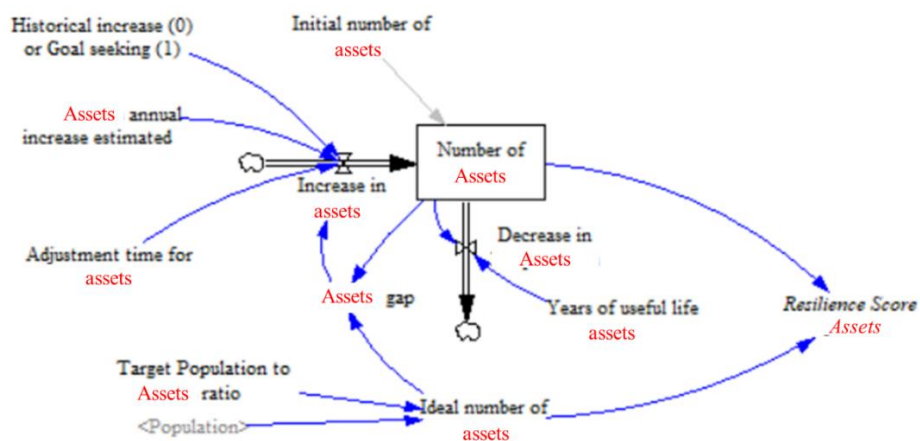 Historical increase (0)
or Goal seeking (1)
Initial number of
assets
Assets annual
increase estimated
Number of
Assets
Increase in
assets
Decrease in
Assets
Adjustment time for
assets
Assets gap
Years of useful life
assets
Resilience Score
Assets
Target Population to
Assets ratio
<Population>
Ideal number of
assets